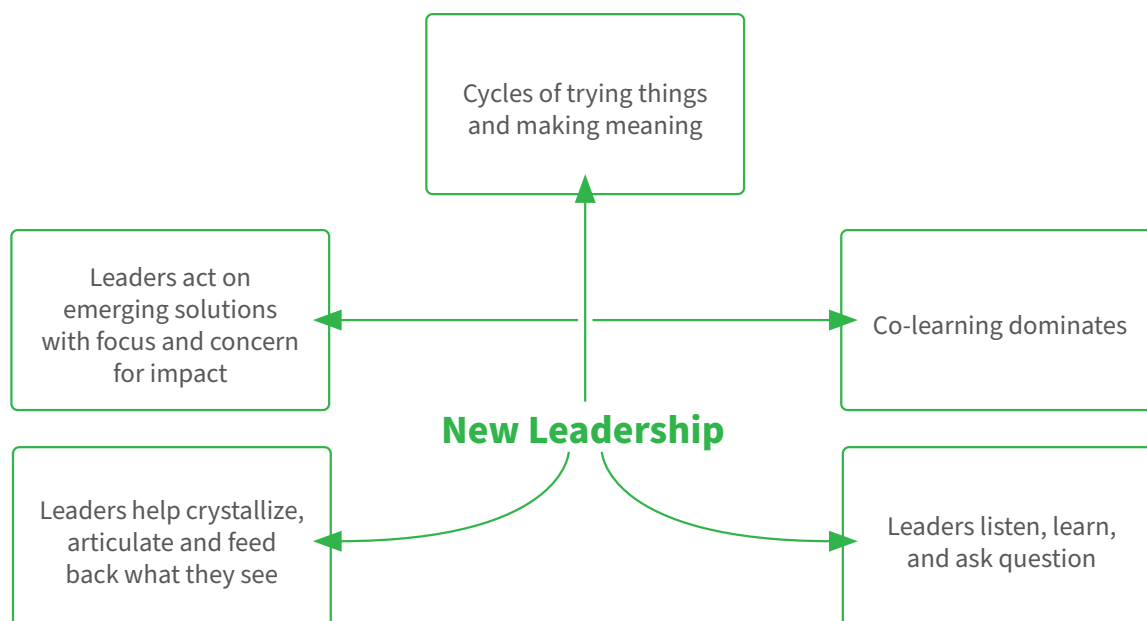 Cycles of trying things
and making meaning
Leaders act on
emerging solutions
with focus and concern
for impact
Co-learning dominates
New Leadership
Leaders help crystallize,
articulate and feed
back what they see
Leaders listen, learn,
and ask question